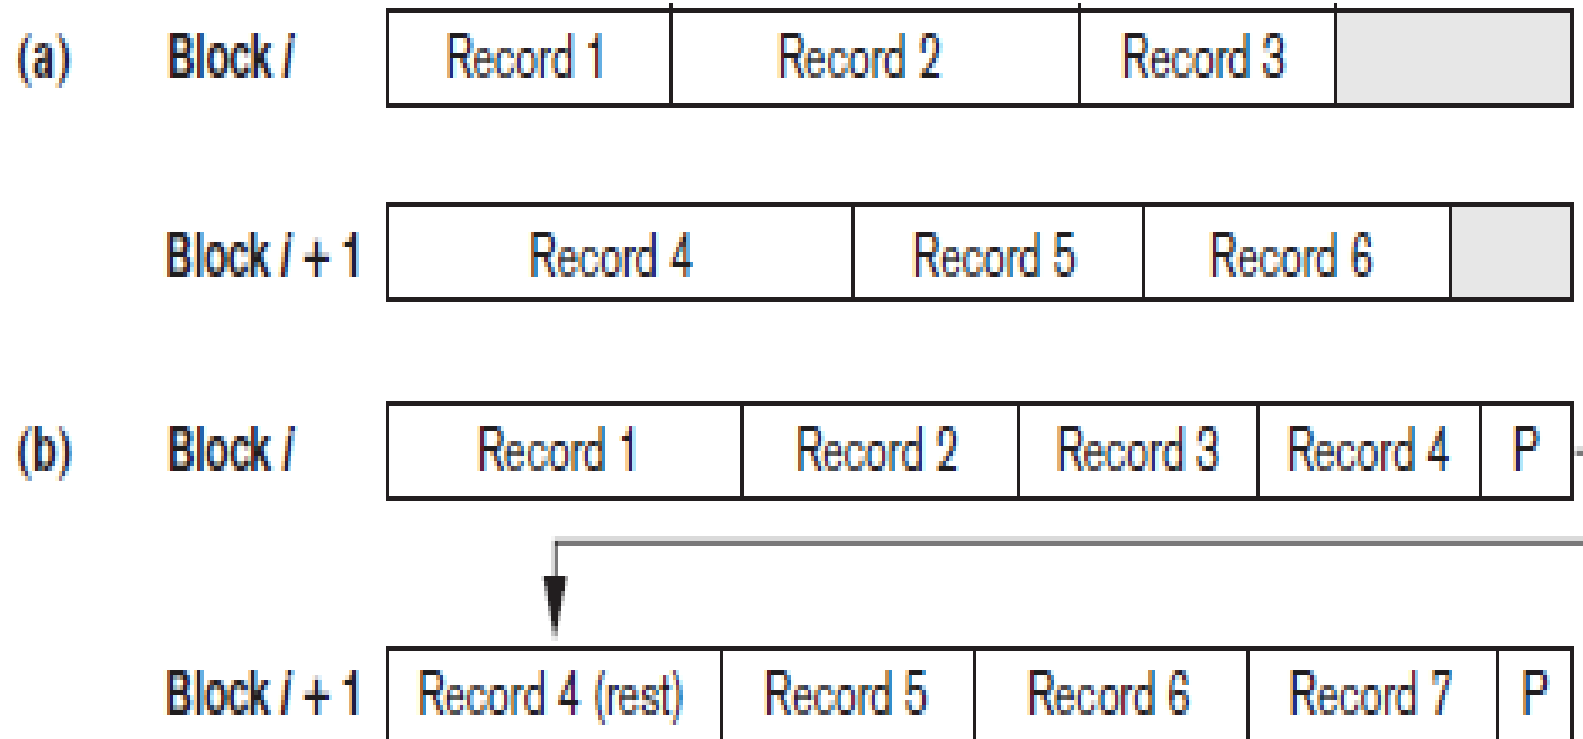 (a) Block i Record 1 Record 2 Record 3
Block i + 1 Record 4 Record 5 Record 6
(b) Block i Record 1 Record 2 Record 3 Record 4 P
Block i + 1 Record 4 (rest) Record 5 Record 6 Record 7 P